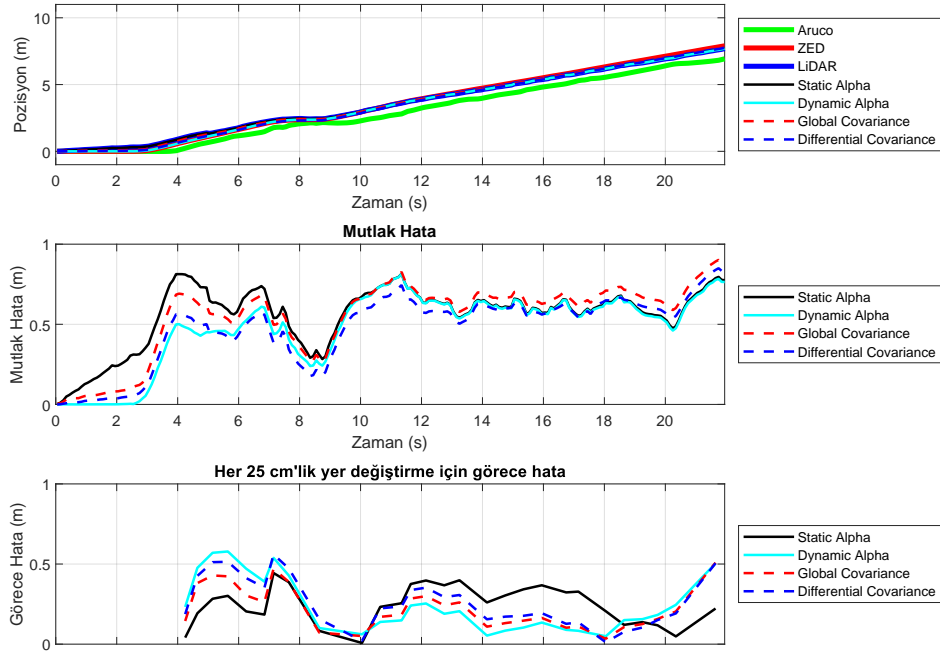 10
5
0
Pozisyon (m)
0 2 4 6 8 10 12 14 16 18 20
Zaman (s)
Aruco
ZED
LiDAR
Static Alpha
Dynamic Alpha
Global Covariance
Differential Covariance
Mutlak Hata
1
0.5
0
Mutlak Hata (m)
0 2 4 6 8 10 12 14 16 18 20
Zaman (s)
Static Alpha
Dynamic Alpha
Global Covariance
Differential Covariance
Her 25 cm'lik yer değiştirme için görece hata
1
0.5
0
Görece Hata (m)
Static Alpha
Dynamic Alpha
Global Covariance
Differential Covariance